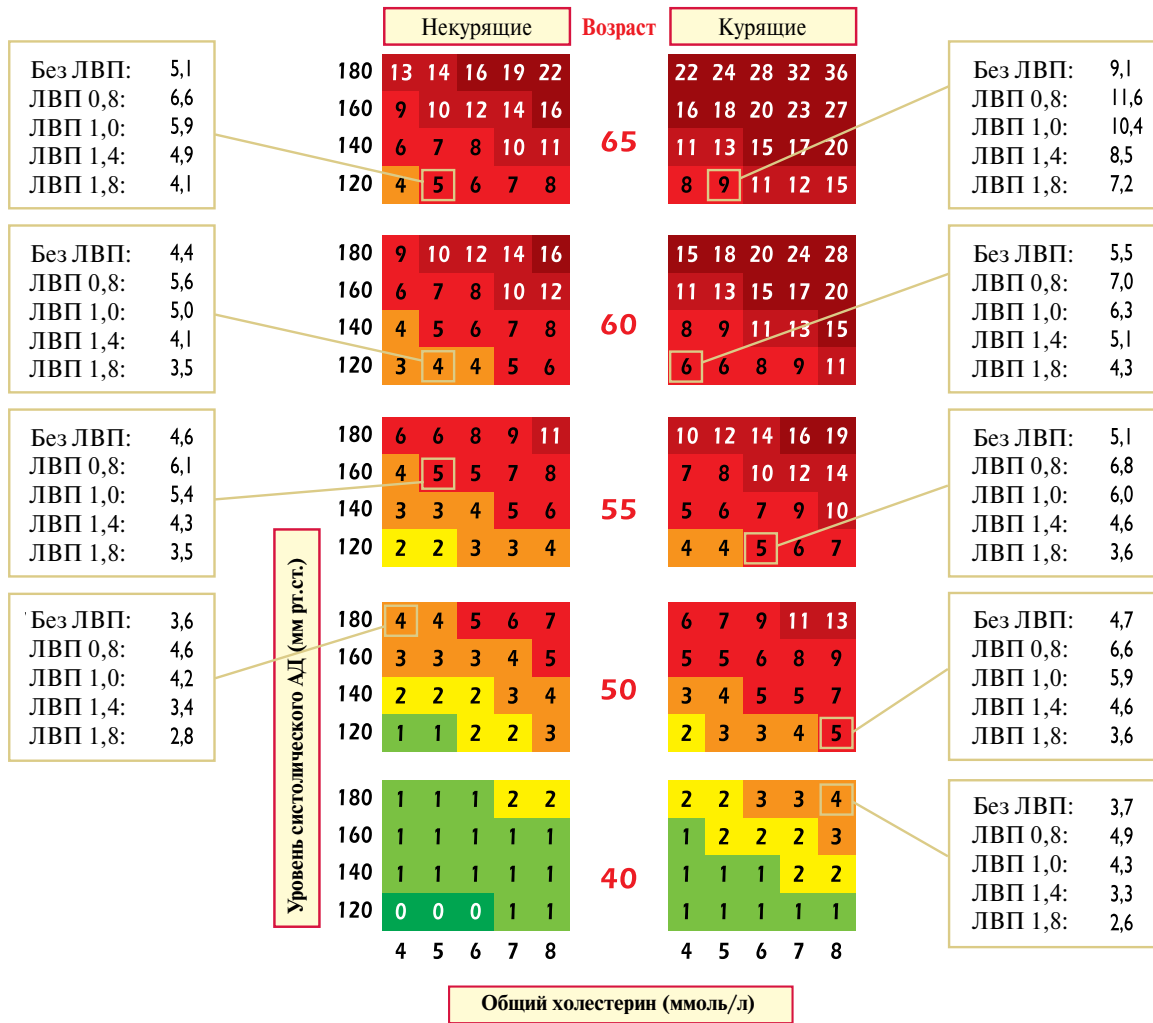 Некурящие Возраст Курящие
Без ЛВП: 5,1
ЛВП 0,8: 6,6
ЛВП 1,0: 5,9
ЛВП 1,4: 4,9
ЛВП 1,8: 4,1
180 13 14 16 19 22
160 9 10 12 14 16
140 6 7 8 10 11
120 4 5 6 7 8
65
22 24 28 32 36
16 18 20 23 27
11 13 15 17 20
8 9 11 12 15
Без ЛВП: 9,1
ЛВП 0,8: 11,6
ЛВП 1,0: 10,4
ЛВП 1,4: 8,5
ЛВП 1,8: 7,2
Без ЛВП: 4,4
ЛВП 0,8: 5,6
ЛВП 1,0: 5,0
ЛВП 1,4: 4,1
ЛВП 1,8: 3,5
180 9 10 12 14 16
160 6 7 8 10 12
140 4 5 6 7 8
120 3 4 4 5 6
60
15 18 20 24 28
11 13 15 17 20
8 9 11 13 15
6 6 8 9 11
Без ЛВП: 5,5
ЛВП 0,8: 7,0
ЛВП 1,0: 6,3
ЛВП 1,4: 5,1
ЛВП 1,8: 4,3
Без ЛВП: 4,6
ЛВП 0,8: 6,1
ЛВП 1,0: 5,4
ЛВП 1,4: 4,3
ЛВП 1,8: 3,5
180 6 6 8 9 11
160 4 5 5 7 8
140 3 3 4 5 6
120 2 2 3 3 4
55
10 12 14 16 19
7 8 10 12 14
5 6 7 9 10
4 4 5 6 7
Без ЛВП: 5,1
ЛВП 0,8: 6,8
ЛВП 1,0: 6,0
ЛВП 1,4: 4,6
ЛВП 1,8: 3,6
Без ЛВП: 3,6
ЛВП 0,8: 4,6
ЛВП 1,0: 4,2
ЛВП 1,4: 3,4
ЛВП 1,8: 2,8
Уровень систолического АД (мм рт.ст.)
180 4 4 5 6 7
160 3 3 3 4 5
140 2 2 2 3 4
120 1 1 2 2 3
50
6 7 9 11 13
5 5 6 8 9
3 4 5 5 7
2 3 3 4 5
Без ЛВП: 4,7
ЛВП 0,8: 6,6
ЛВП 1,0: 5,9
ЛВП 1,4: 4,6
ЛВП 1,8: 3,6
180 1 1 1 2 2
160 1 1 1 1 1
140 1 1 1 1 1
120 0 0 0 1 1
40
2 2 3 3 4
1 2 2 2 3
1 1 1 2 2
1 1 1 1 1
Без ЛВП: 3,7
ЛВП 0,8: 4,9
ЛВП 1,0: 4,3
ЛВП 1,4: 3,3
ЛВП 1,8: 2,6
4 5 6 7 8 4 5 6 7 8
Общий холестерин (ммоль/л)